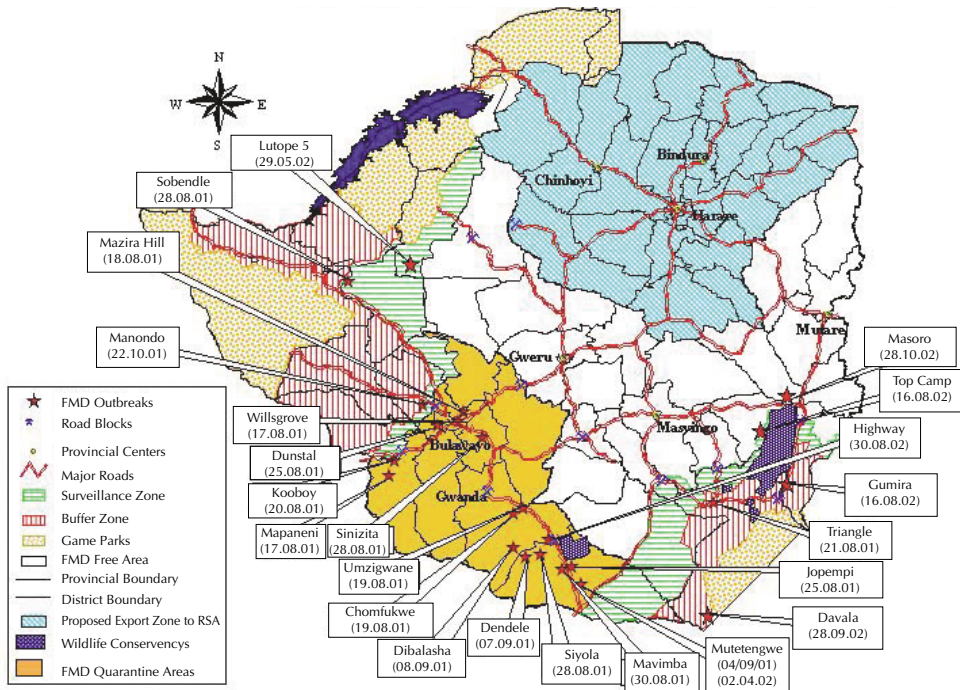 N
W
E
S
Lutope 5
(29.05.02)
Sobendle
(28.08.01)
Mazira Hill
(18.08.01)
Manondo
(22.10.01)
Willsgrove
(17.08.01)
Dunstal
(25.08.01)
Kooboy
(20.08.01)
Mapaneni
(17.08.01)
Sinizita
(28.08.01)
Umzigwane
(19.08.01)
Chomfukwe
(19.08.01)
Dibalasha
(08.09.01)
Dendele
(07.09.01)
Siyola
(28.08.01)
Mavimba
(30.08.01)
Mutetengwe
(04/09/01)
(02.04.02)
Davala
(28.09.02)
Jopempi
(25.08.01)
Triangle
(21.08.01)
Gumira
(16.08.02)
Highway
(30.08.02)
Top Camp
(16.08.02)
Masoro
(28.10.02)
Chinhoyi
Bindura
Harare
Mutare
Gweru
Masvingo
Bulawayo
Gwanda
FMD Outbreaks
Road Blocks
Provincial Centers
Major Roads
Surveillance Zone
Buffer Zone
Game Parks
FMD Free Area
Provincial Boundary
District Boundary
Proposed Export Zone to RSA
Wildlife Conservencys
FMD Quarantine Areas